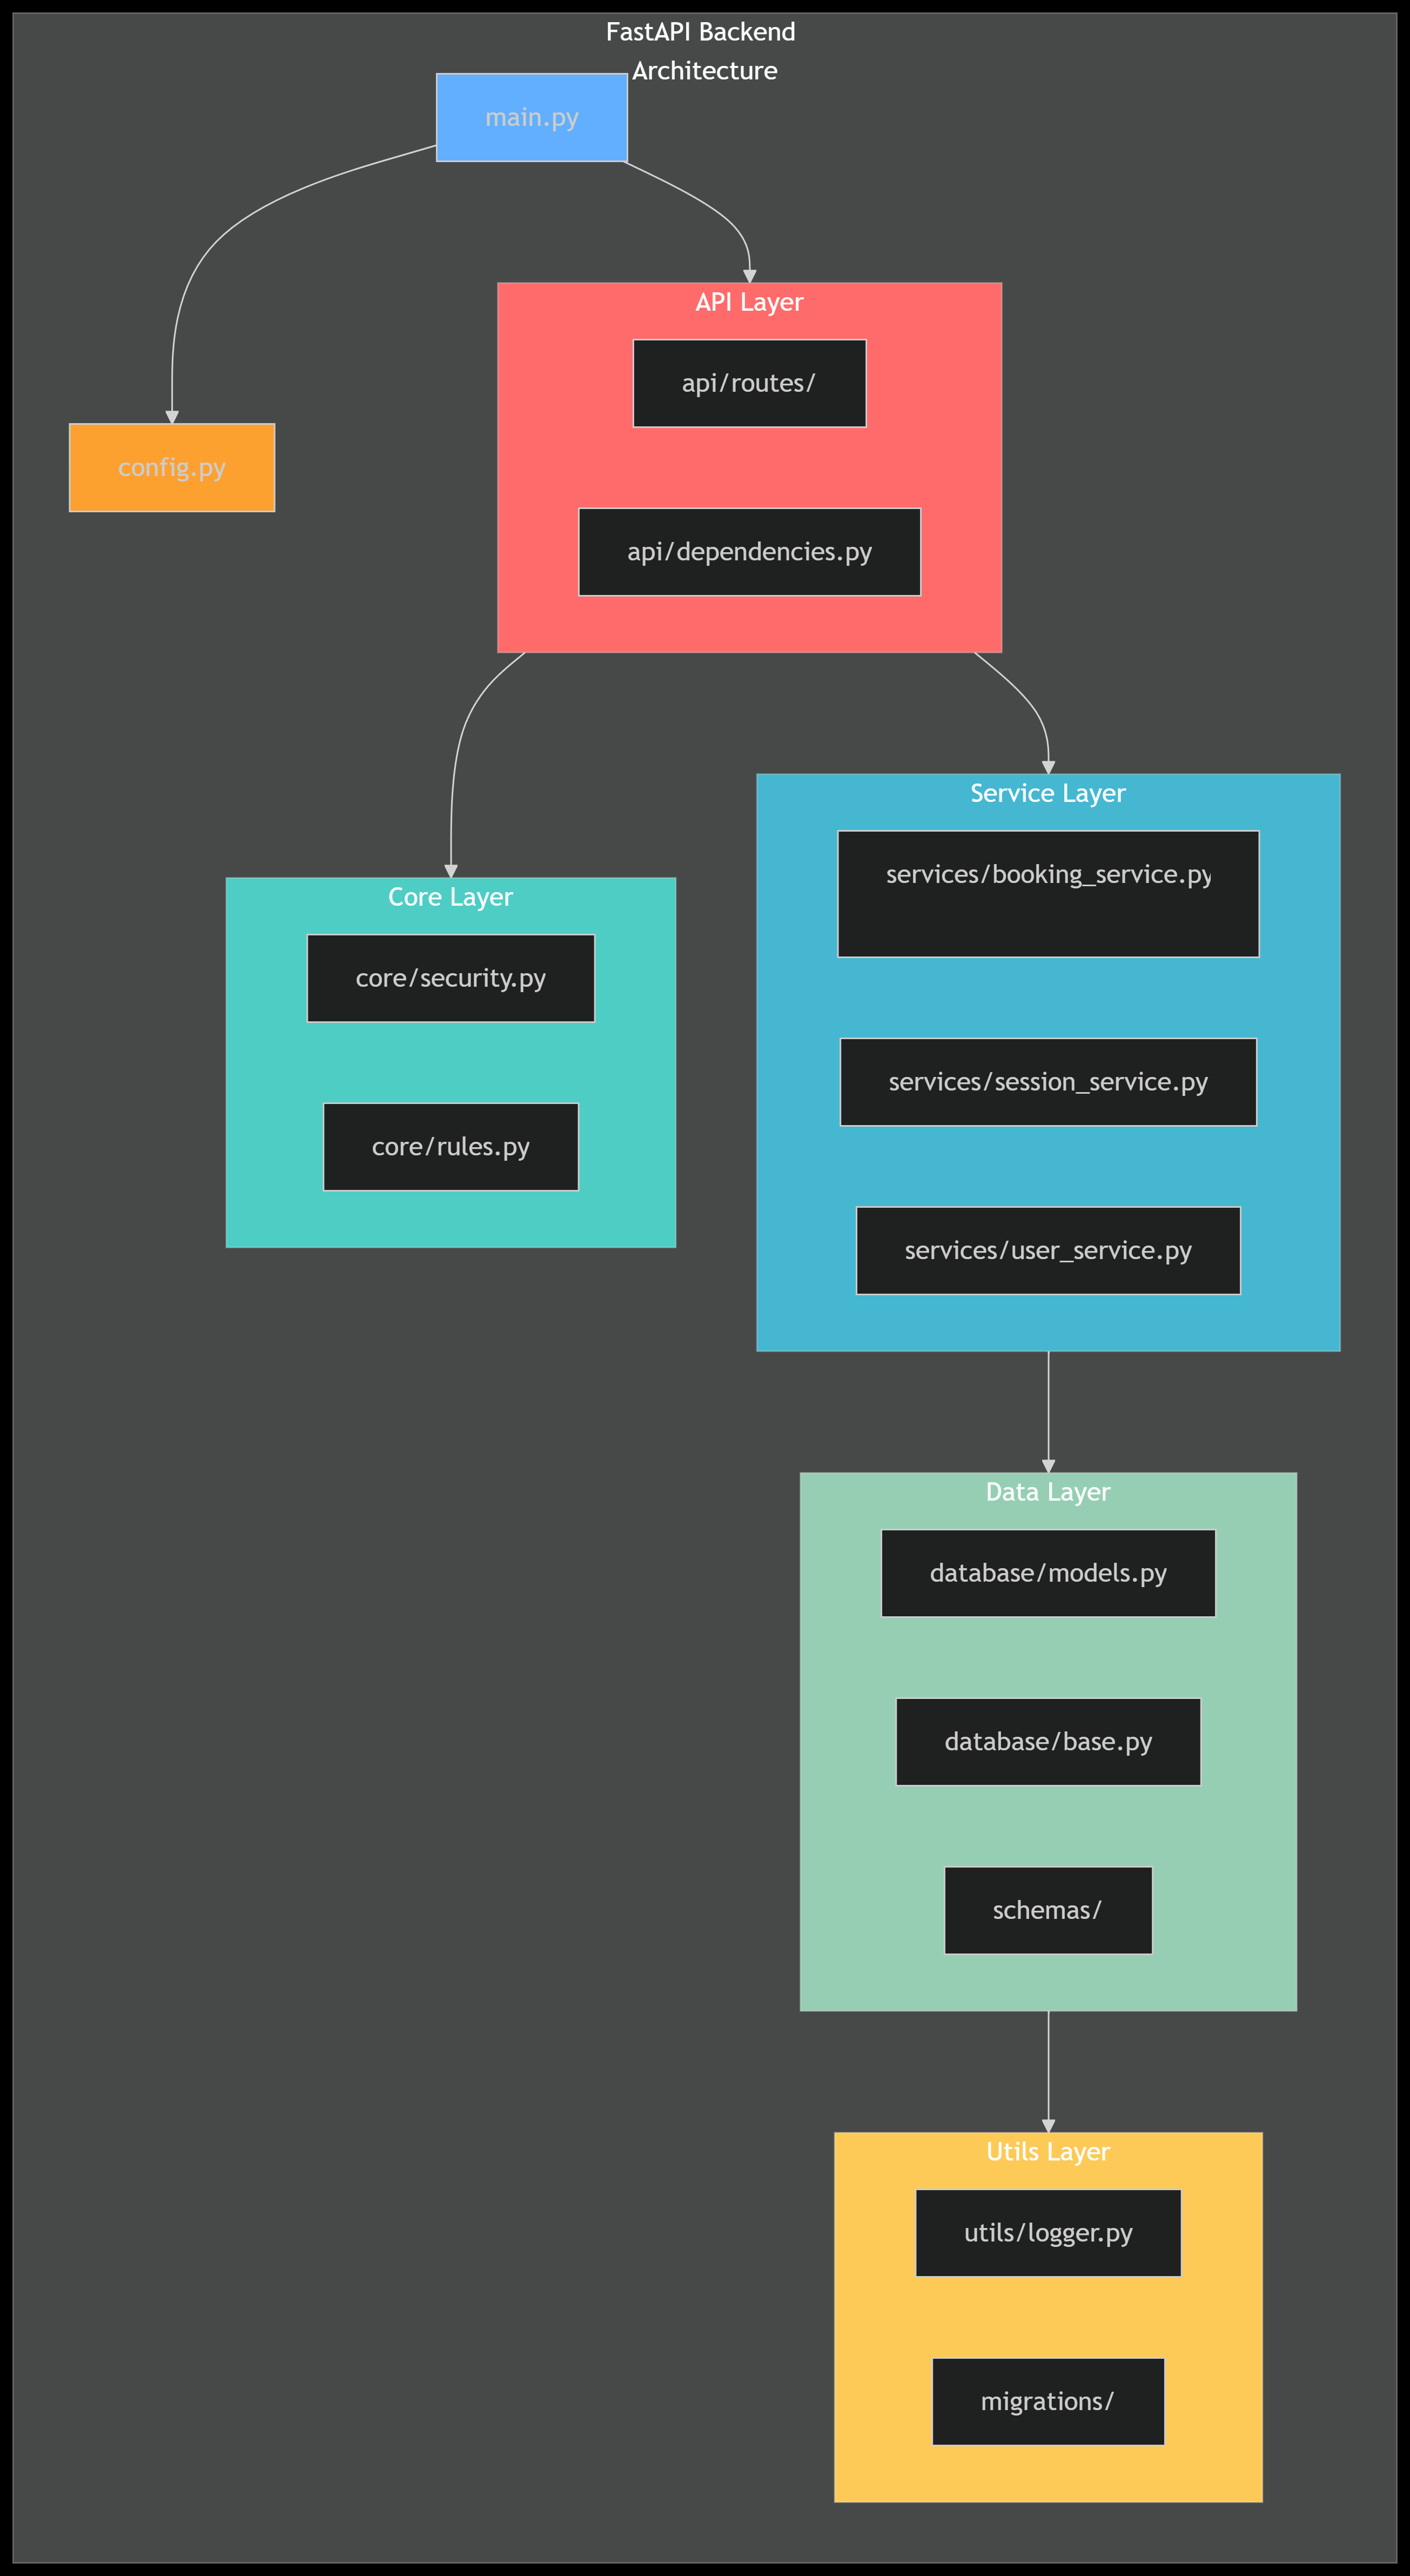 FastAPI Backend
Architecture
main.py
API Layer
api/routes/
config.py
api/dependencies.py
Service Layer
services/booking_service.py
Core Layer
core/security.py
services/session_service.py
core/rules.py
services/user_service.py
Data Layer
database/models.py
database/base.py
schemas/
Utils Layer
utils/logger.py
migrations/